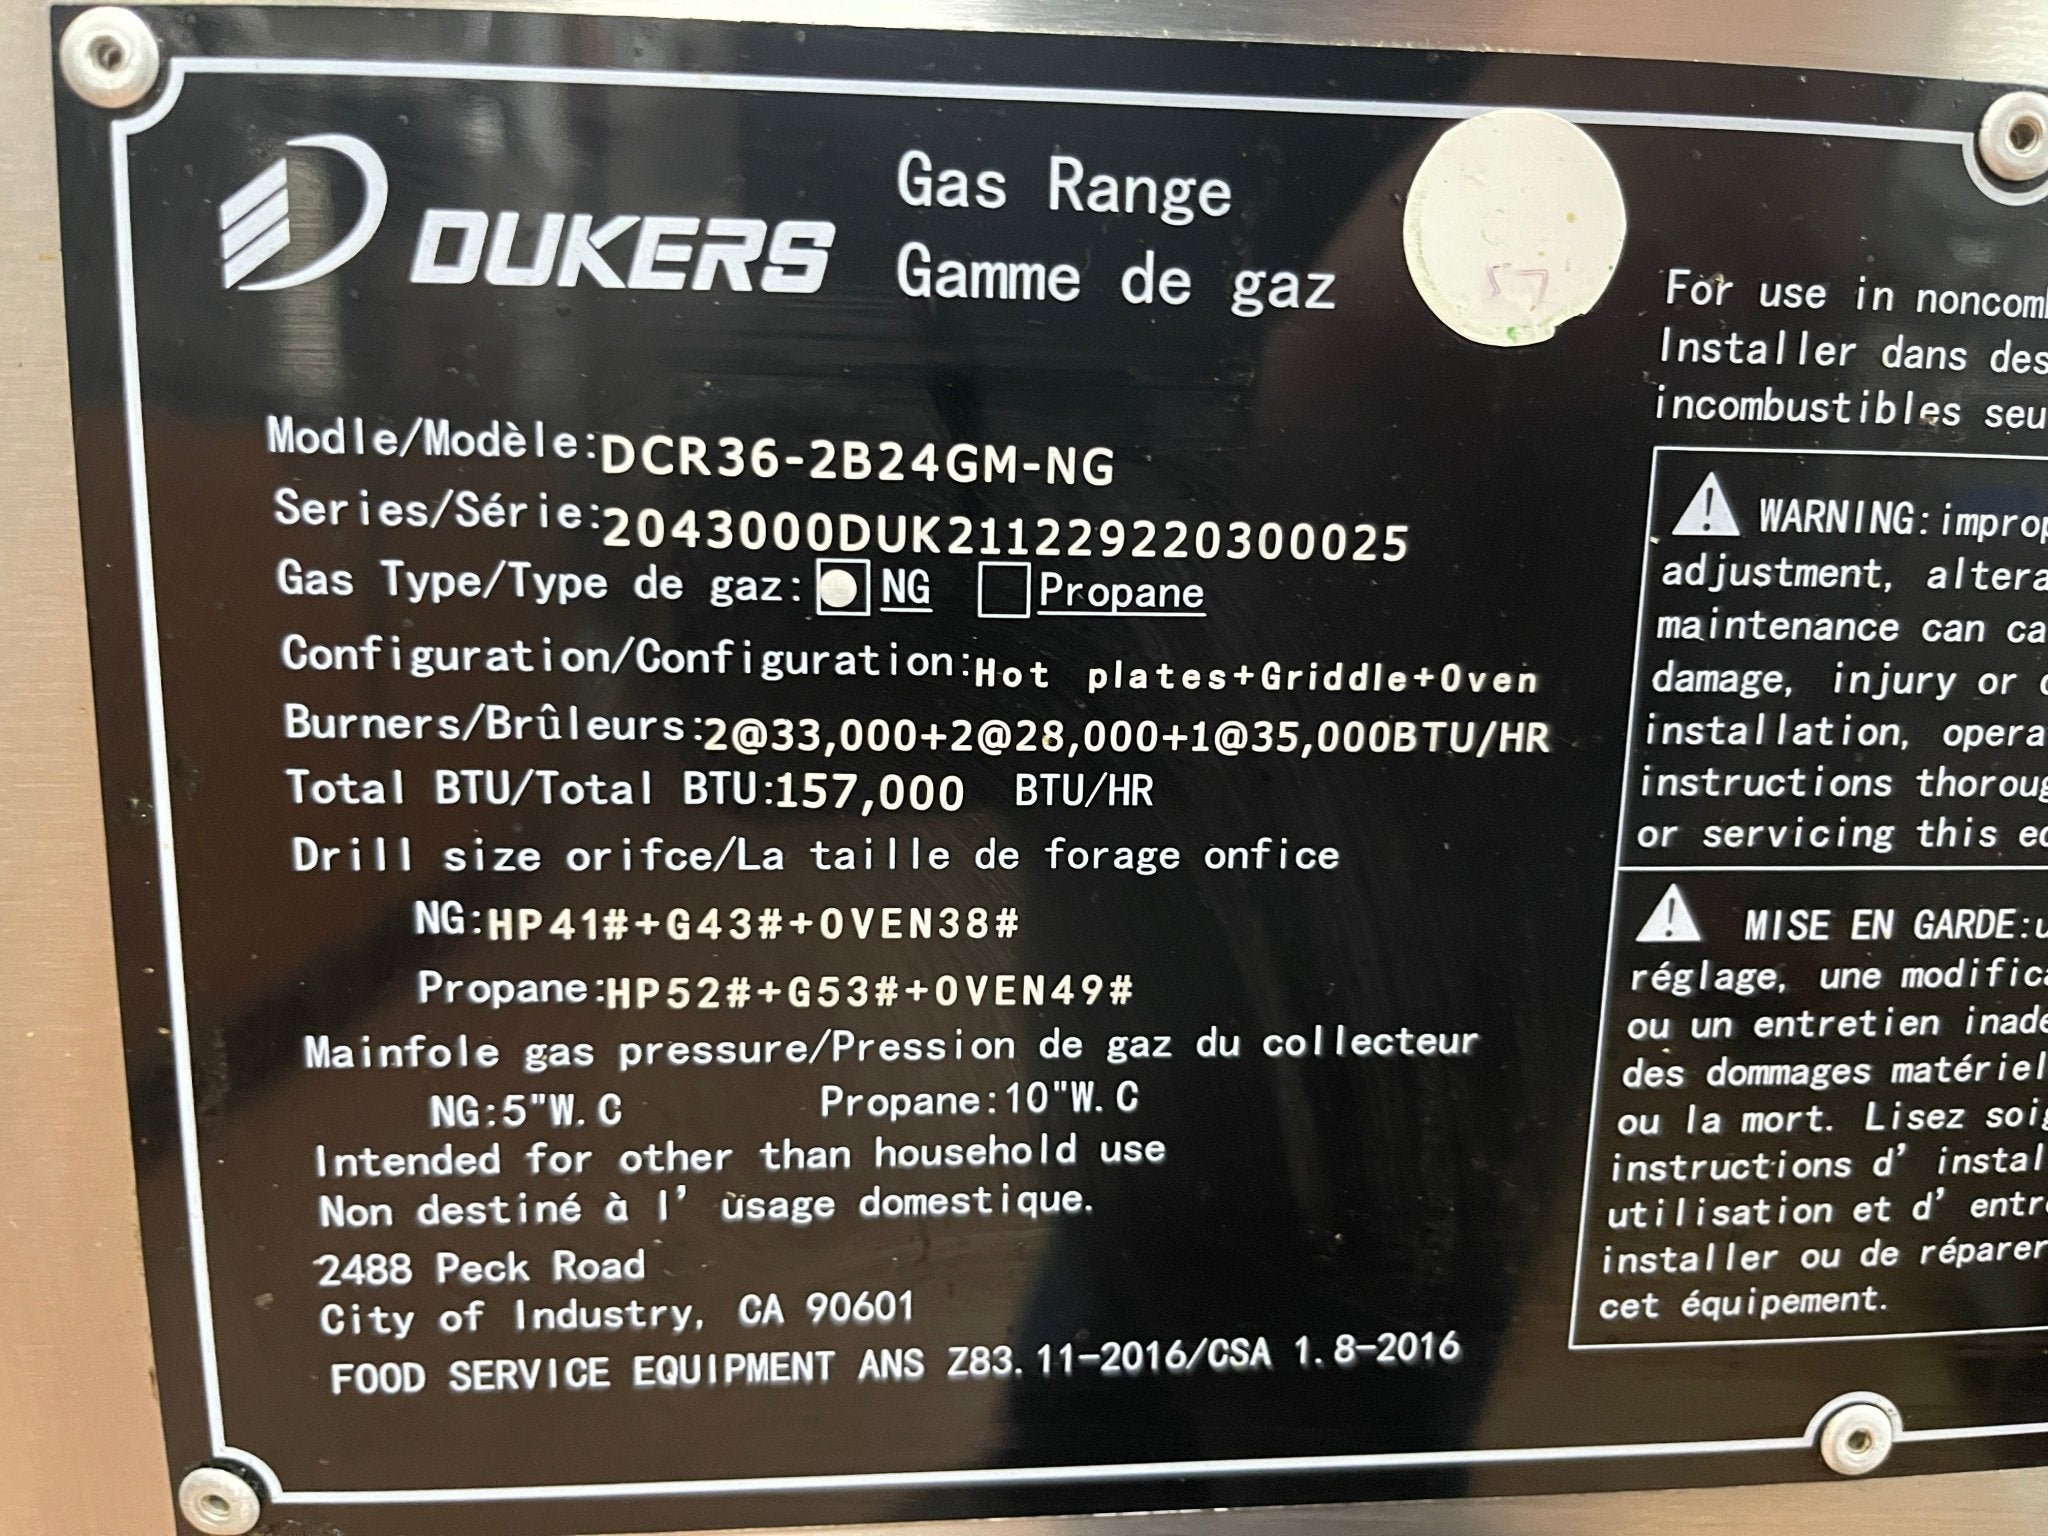 DUKERS
Gas Range
Gamme de gaz
Modle/Modèle:DCR36-2B24GM-NG
Series/Série:2043000DUK211229220300025
Gas Type/Type de gaz: NG Propane
Configuration/Configuration:Hot plates+Griddle+Oven
Burners/Brûleurs:2@33,000+2@28,000+1@35,000BTU/HR
Total BTU/Total BTU:157,000 BTU/HR
Drill size orifce/La taille de forage onfice
NG:HP41#+G43#+OVEN38#
Propane:HP52#+G53#+OVEN49#
Mainfole gas pressure/Pression de gaz du collecteur
NG:5"W.C Propane:10"W.C
Intended for other than household use
Non destiné à l’ usage domestique.
2488 Peck Road
City of Industry, CA 90601
FOOD SERVICE EQUIPMENT ANS Z83.11-2016/CSA 1.8-2016
57
For use in
Installer dans des
incombustibles
WARNING:
adjustment,
maintenance can
damage, injury or
installation,
instructions
or servicing this
MISE EN GARDE:
réglage, une
ou un entretien
des dommages
ou la mort. Lisez
instructions d’
utilisation et d’
installer ou de réparer
cet équipement.